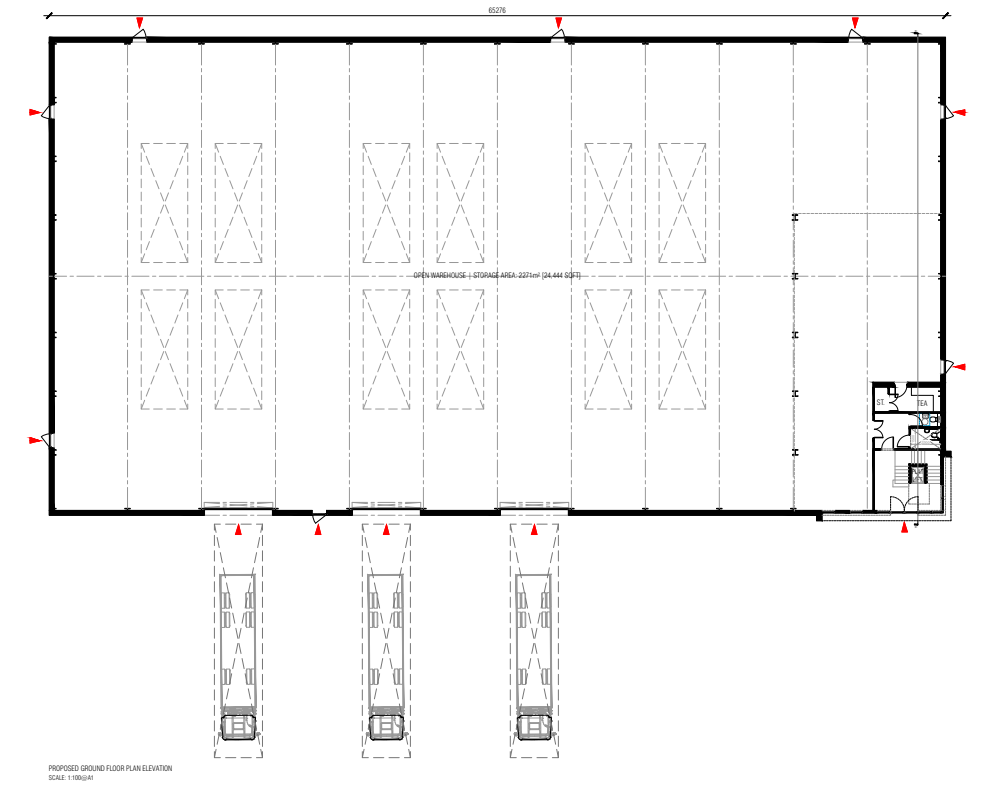 65276
OPEN WAREHOUSE | STORAGE AREA: 2271m² [24,444 SQFT]
ST.
TEA
PROPOSED GROUND FLOOR PLAN ELEVATION
SCALE: 1:100@A1